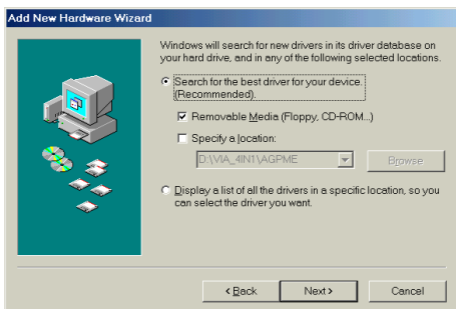 Add New Hardware Wizard
Windows will search for new drivers in its driver database on
your hard drive, and in any of the following selected locations.
Search for the best driver for your device.
(Recommended).
Removable Media (Floppy, CD-ROM...)
Specify a location:
D:\VIA_4IN1\AGPME
Browse
Display a list of all the drivers in a specific location, so you
can select the driver you want.
< Back
Next >
Cancel